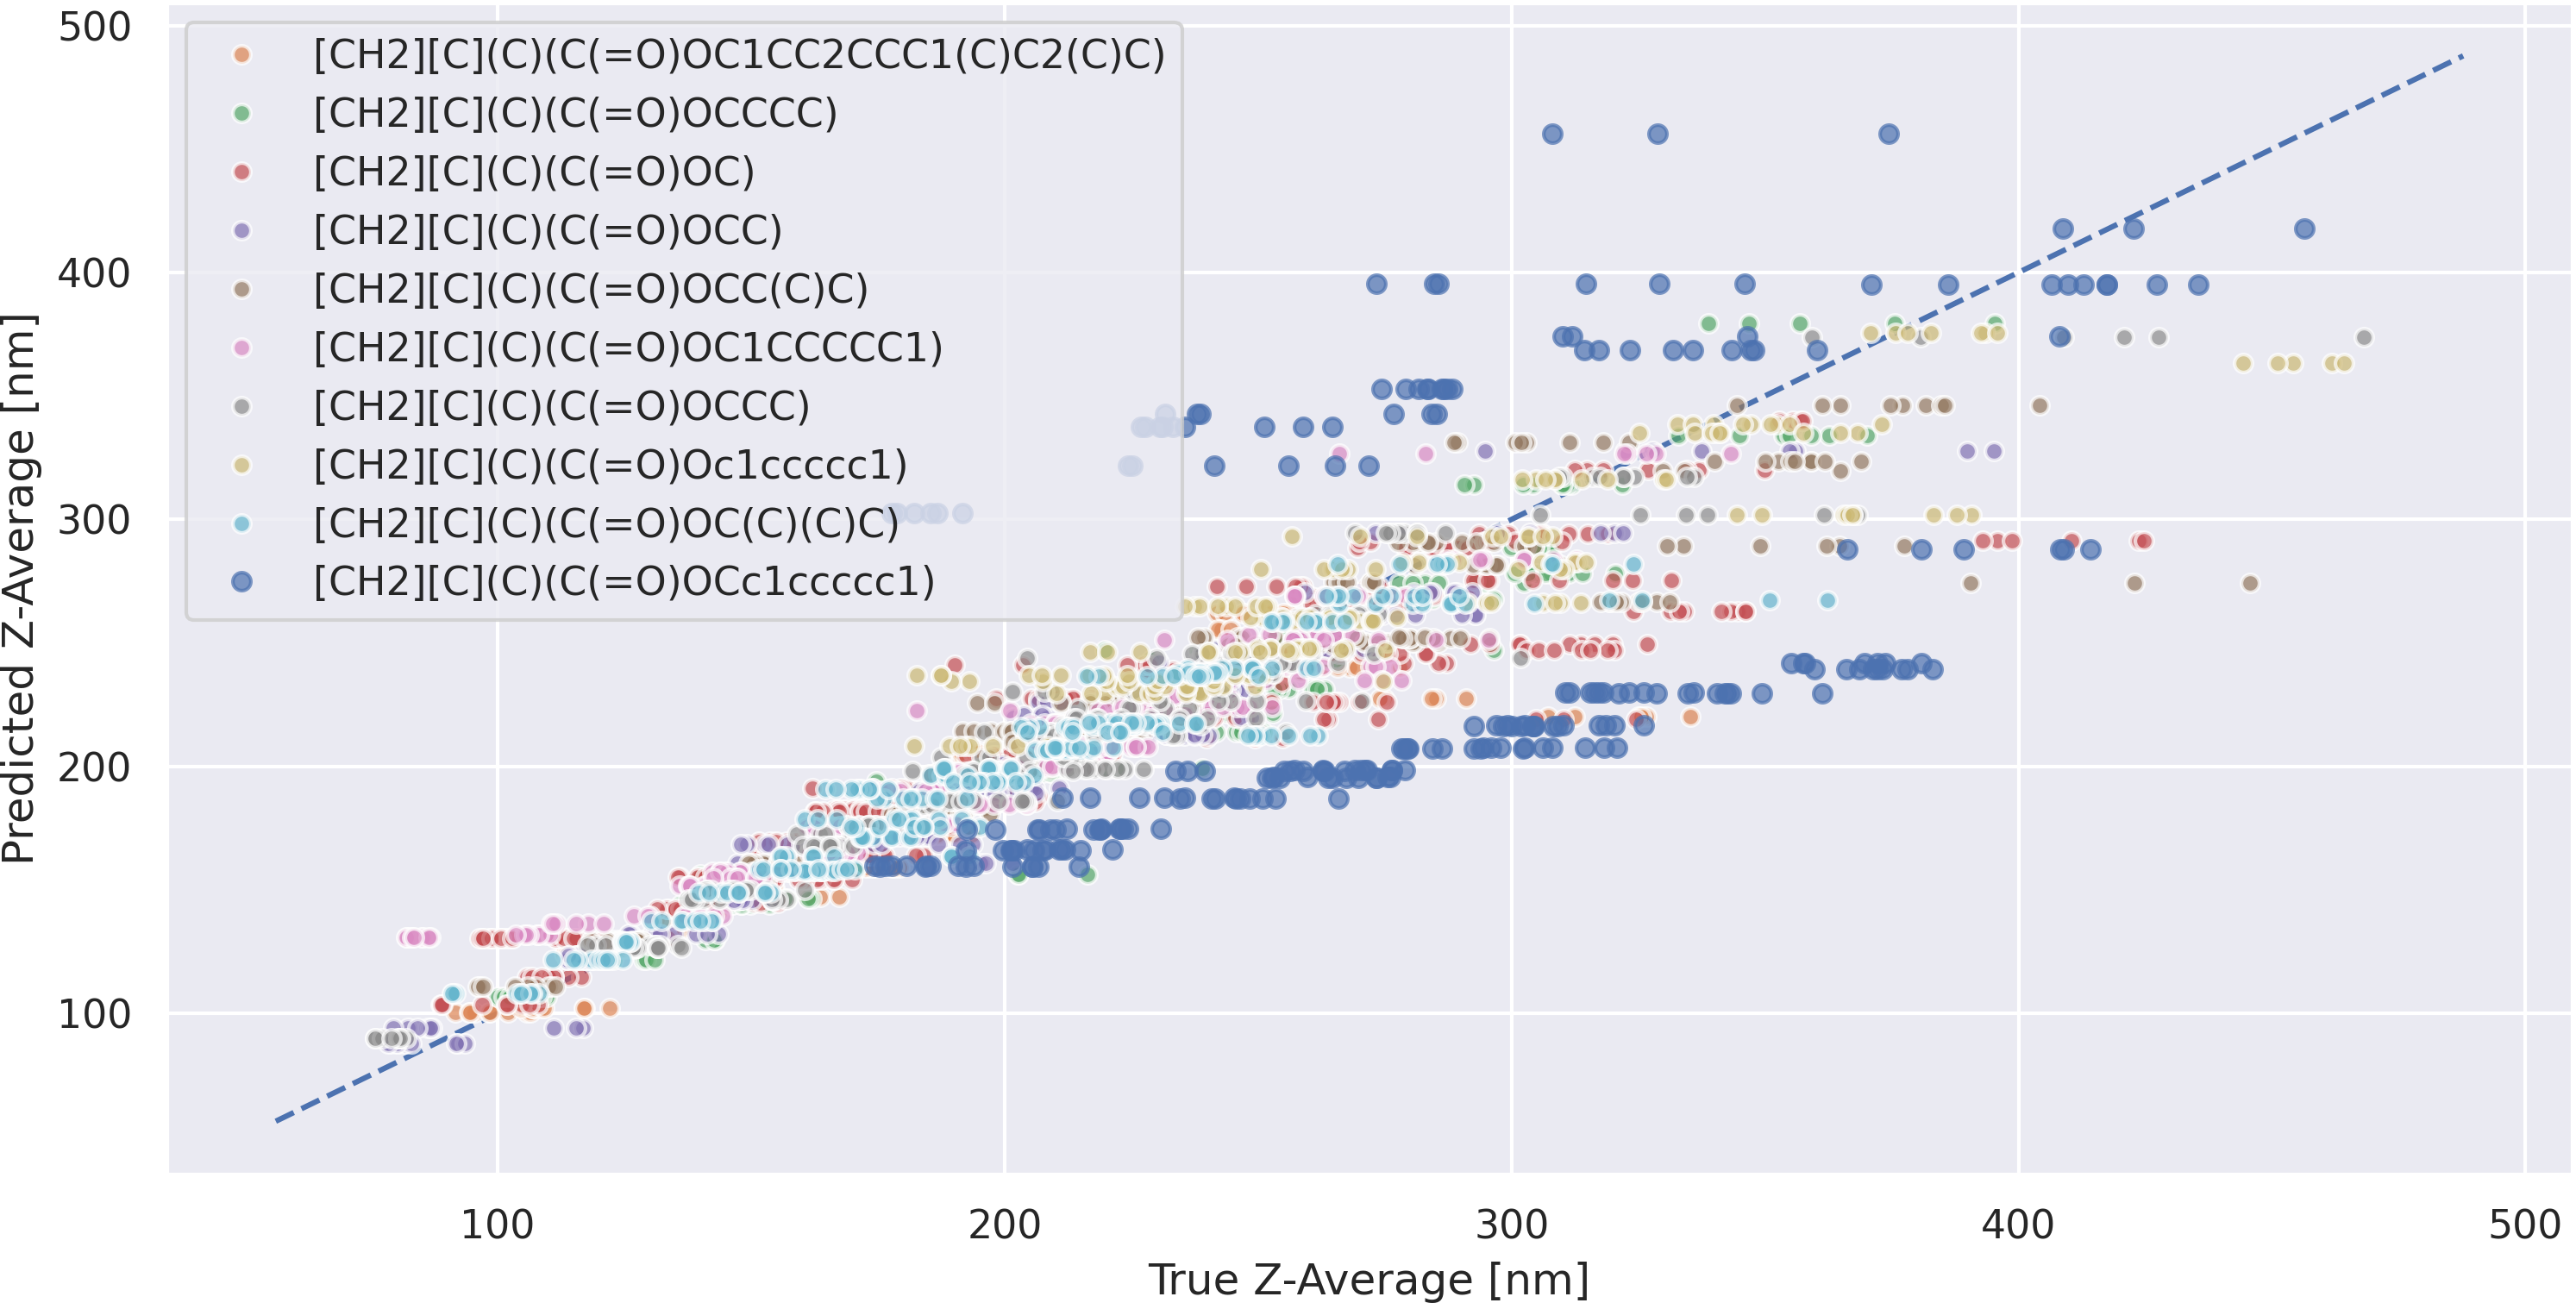 500
400
300
200
100
Predicted Z-Average [nm]
[CH2][C](C)(C(=O)OC1CC2CCC1(C)C2(C)C)
[CH2][C](C)(C(=O)OCCCC)
[CH2][C](C)(C(=O)OC)
[CH2][C](C)(C(=O)OCC)
[CH2][C](C)(C(=O)OCC(C)C)
[CH2][C](C)(C(=O)OC1CCCCC1)
[CH2][C](C)(C(=O)OCCC)
[CH2][C](C)(C(=O)Oc1ccccc1)
[CH2][C](C)(C(=O)OC(C)(C)C)
[CH2][C](C)(C(=O)OCc1ccccc1)
100 200 300 400 500
True Z-Average [nm]